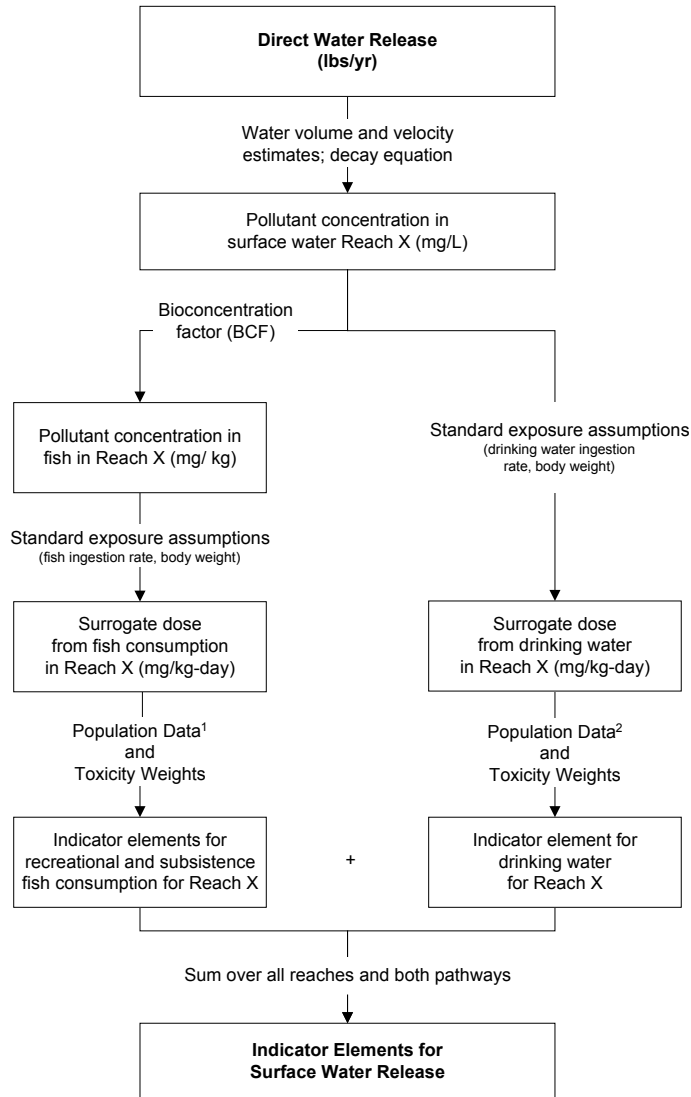 Direct Water Release
(lbs/yr)
Water volume and velocity
estimates; decay equation
Pollutant concentration in
surface water Reach X (mg/L)
Bioconcentration
factor (BCF)
Pollutant concentration in
fish in Reach X (mg/ kg)
Standard exposure assumptions
(drinking water ingestion
rate, body weight)
Standard exposure assumptions
(fish ingestion rate, body weight)
Surrogate dose
from fish consumption
in Reach X (mg/kg-day)
Surrogate dose
from drinking water
in Reach X (mg/kg-day)
Population Data¹
and
Toxicity Weights
Population Data²
and
Toxicity Weights
Indicator elements for
recreational and subsistence
fish consumption for Reach X
+
Indicator element for
drinking water
for Reach X
Sum over all reaches and both pathways
Indicator Elements for
Surface Water Release